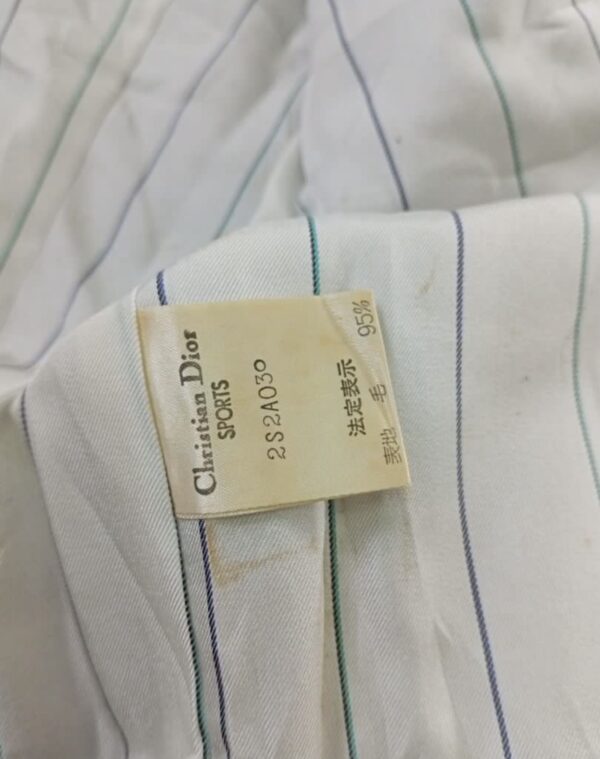 Christian Dior
SPORTS
2S2A030
法定表示
表地 毛 95%